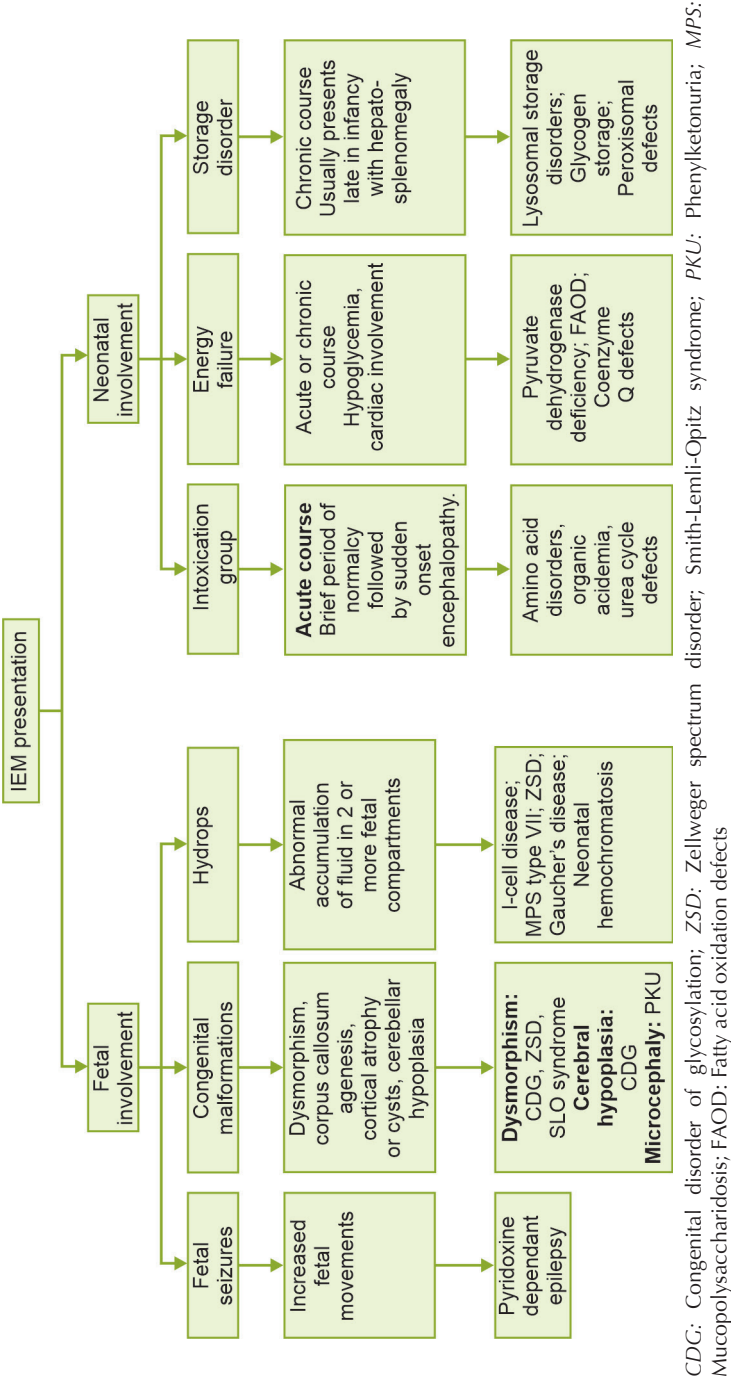 IEM presentation
Fetal
involvement
Neonatal
involvement
Fetal
seizures
Congenital
malformations
Hydrops
Intoxication
group
Energy
failure
Storage
disorder
Increased
fetal
movements
Dysmorphism,
corpus callosum
agenesis,
cortical atrophy
or cysts, cerebellar
hypoplasia
Abnormal
accumulation
of fluid in 2 or
more fetal
compartments
Acute course
Brief period of
normalcy
followed
by sudden
onset
encephalopathy.
Acute or chronic
course
Hypoglycemia,
cardiac involvement
Chronic course
Usually presents
late in infancy
with hepato-
splenomegaly
Pyridoxine
dependant
epilepsy
Dysmorphism:
CDG, ZSD,
SLO syndrome
Cerebral
hypoplasia:
CDG
Microcephaly: PKU
I-cell disease;
MPS type VII; ZSD;
Gaucher's disease;
Neonatal
hemochromatosis
Amino acid
disorders,
organic
acidemia,
urea cycle
defects
Pyruvate
dehydrogenase
deficiency; FAOD;
Coenzyme
Q defects
Lysosomal storage
disorders;
Glycogen
storage;
Peroxisomal
defects
CDG: Congenital disorder of glycosylation; ZSD: Zellweger spectrum disorder; Smith-Lemli-Opitz syndrome; PKU: Phenylketonuria; MPS:
Mucopolysaccharidosis; FAOD: Fatty acid oxidation defects